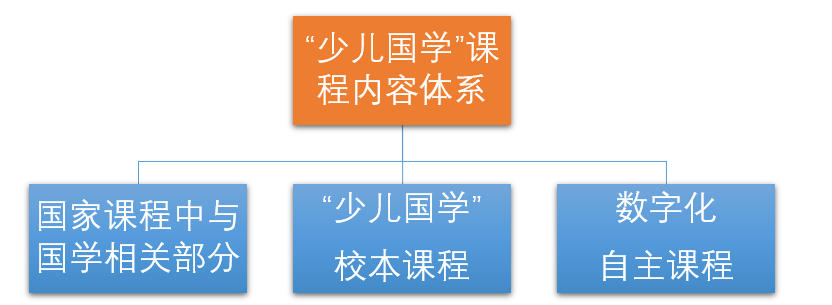 “少儿国学”课
程内容体系
国家课程中与
国学相关部分
“少儿国学”
校本课程
数字化
自主课程